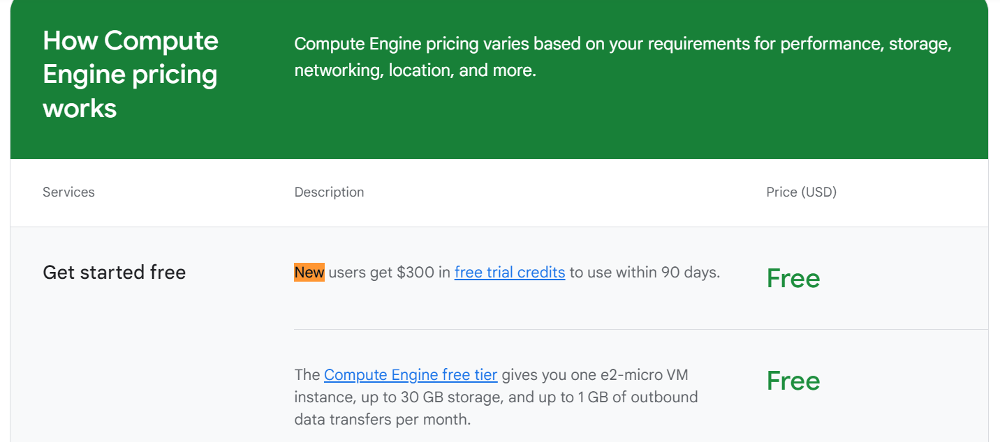 How Compute
Engine pricing
works
Compute Engine pricing varies based on your requirements for performance, storage,
networking, location, and more.
Services
Description
Price (USD)
Get started free
New users get $300 in free trial credits to use within 90 days.
Free
The Compute Engine free tier gives you one e2-micro VM
instance, up to 30 GB storage, and up to 1 GB of outbound
data transfers per month.
Free